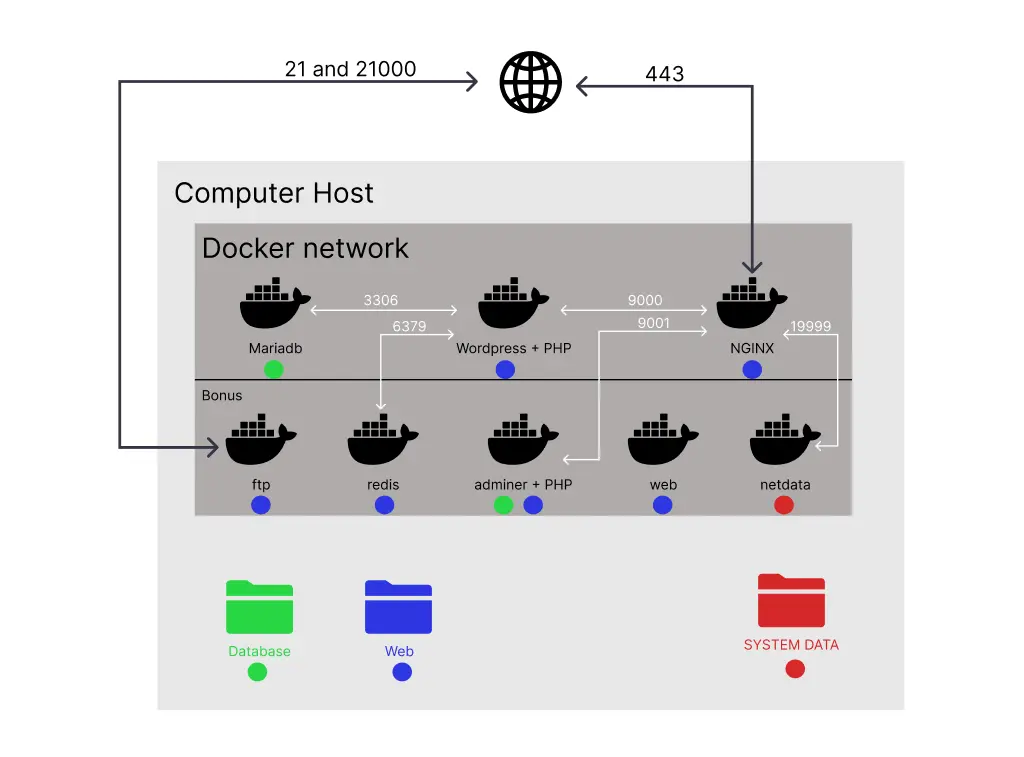 21 and 21000
443
Computer Host
Docker network
3306
9000
6379
9001
19999
Mariadb
Wordpress + PHP
NGINX
Bonus
ftp
redis
adminer + PHP
web
netdata
Database
Web
SYSTEM DATA